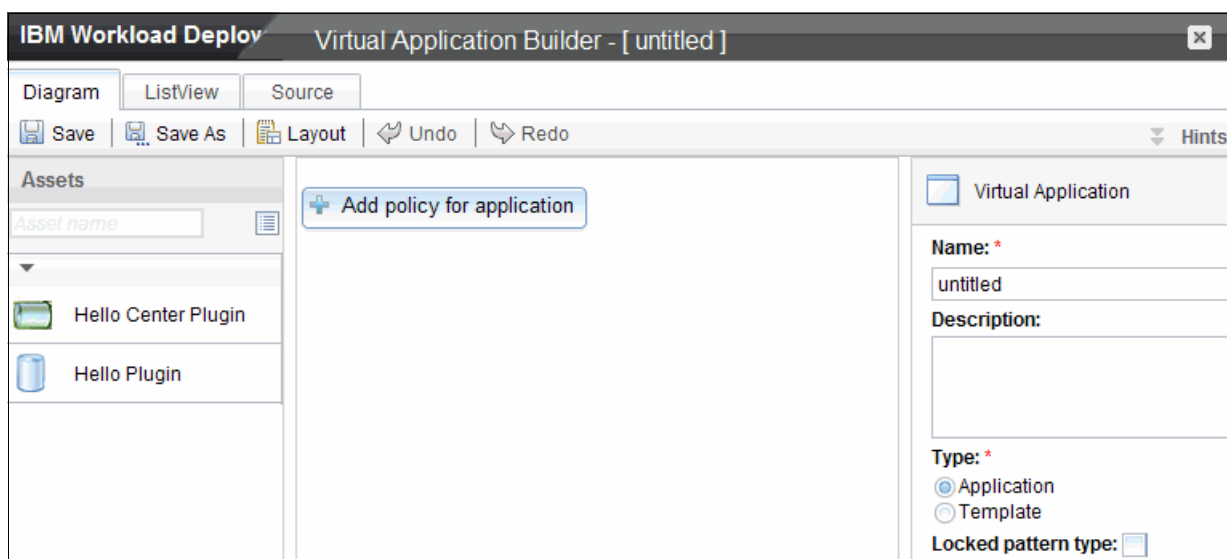 IBM Workload Deploy
Virtual Application Builder - [ untitled ]
Diagram
ListView
Source
Save
Save As
Layout
Undo
Redo
Hints
Assets
Asset name
Hello Center Plugin
Hello Plugin
+ Add policy for application
Virtual Application
Name: *
untitled
Description:
Type: *
Application
Template
Locked pattern type: